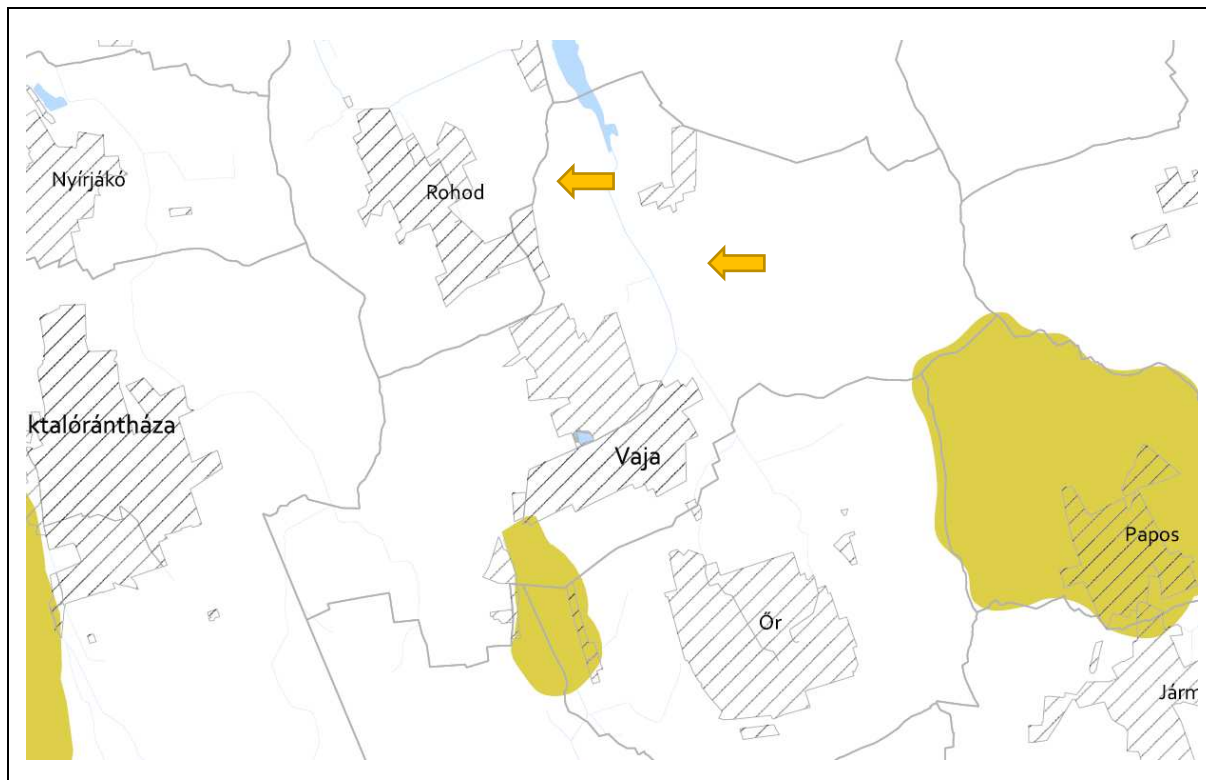 Nyírjákó
Rohod
ktalórántháza
Vaja
Papos
Őr
Járm